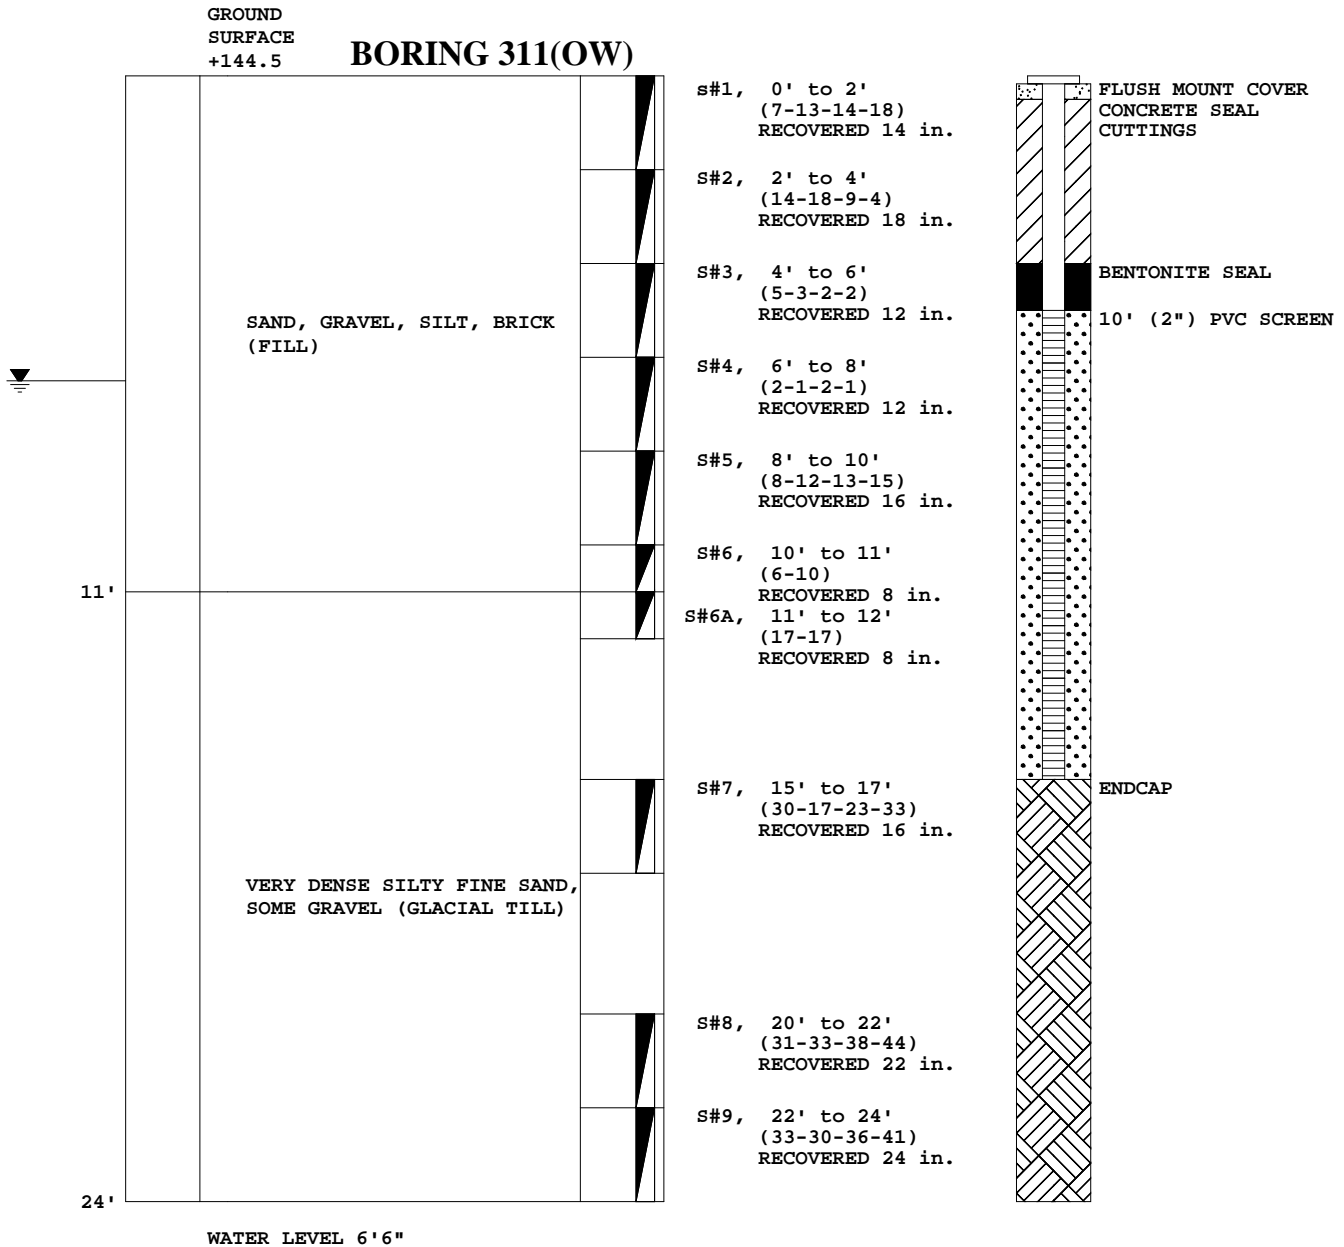 GROUND
SURFACE
+144.5
BORING 311(OW)
s#1, 0' to 2'
(7-13-14-18)
RECOVERED 14 in.
S#2, 2' to 4'
(14-18-9-4)
RECOVERED 18 in.
S#3, 4' to 6'
(5-3-2-2)
RECOVERED 12 in.
S#4, 6' to 8'
(2-1-2-1)
RECOVERED 12 in.
S#5, 8' to 10'
(8-12-13-15)
RECOVERED 16 in.
S#6, 10' to 11'
(6-10)
RECOVERED 8 in.
S#6A, 11' to 12'
(17-17)
RECOVERED 8 in.
S#7, 15' to 17'
(30-17-23-33)
RECOVERED 16 in.
S#8, 20' to 22'
(31-33-38-44)
RECOVERED 22 in.
S#9, 22' to 24'
(33-30-36-41)
RECOVERED 24 in.
SAND, GRAVEL, SILT, BRICK
(FILL)
11'
VERY DENSE SILTY FINE SAND,
SOME GRAVEL (GLACIAL TILL)
24'
WATER LEVEL 6'6"
FLUSH MOUNT COVER
CONCRETE SEAL
CUTTINGS
BENTONITE SEAL
10' (2") PVC SCREEN
ENDCAP